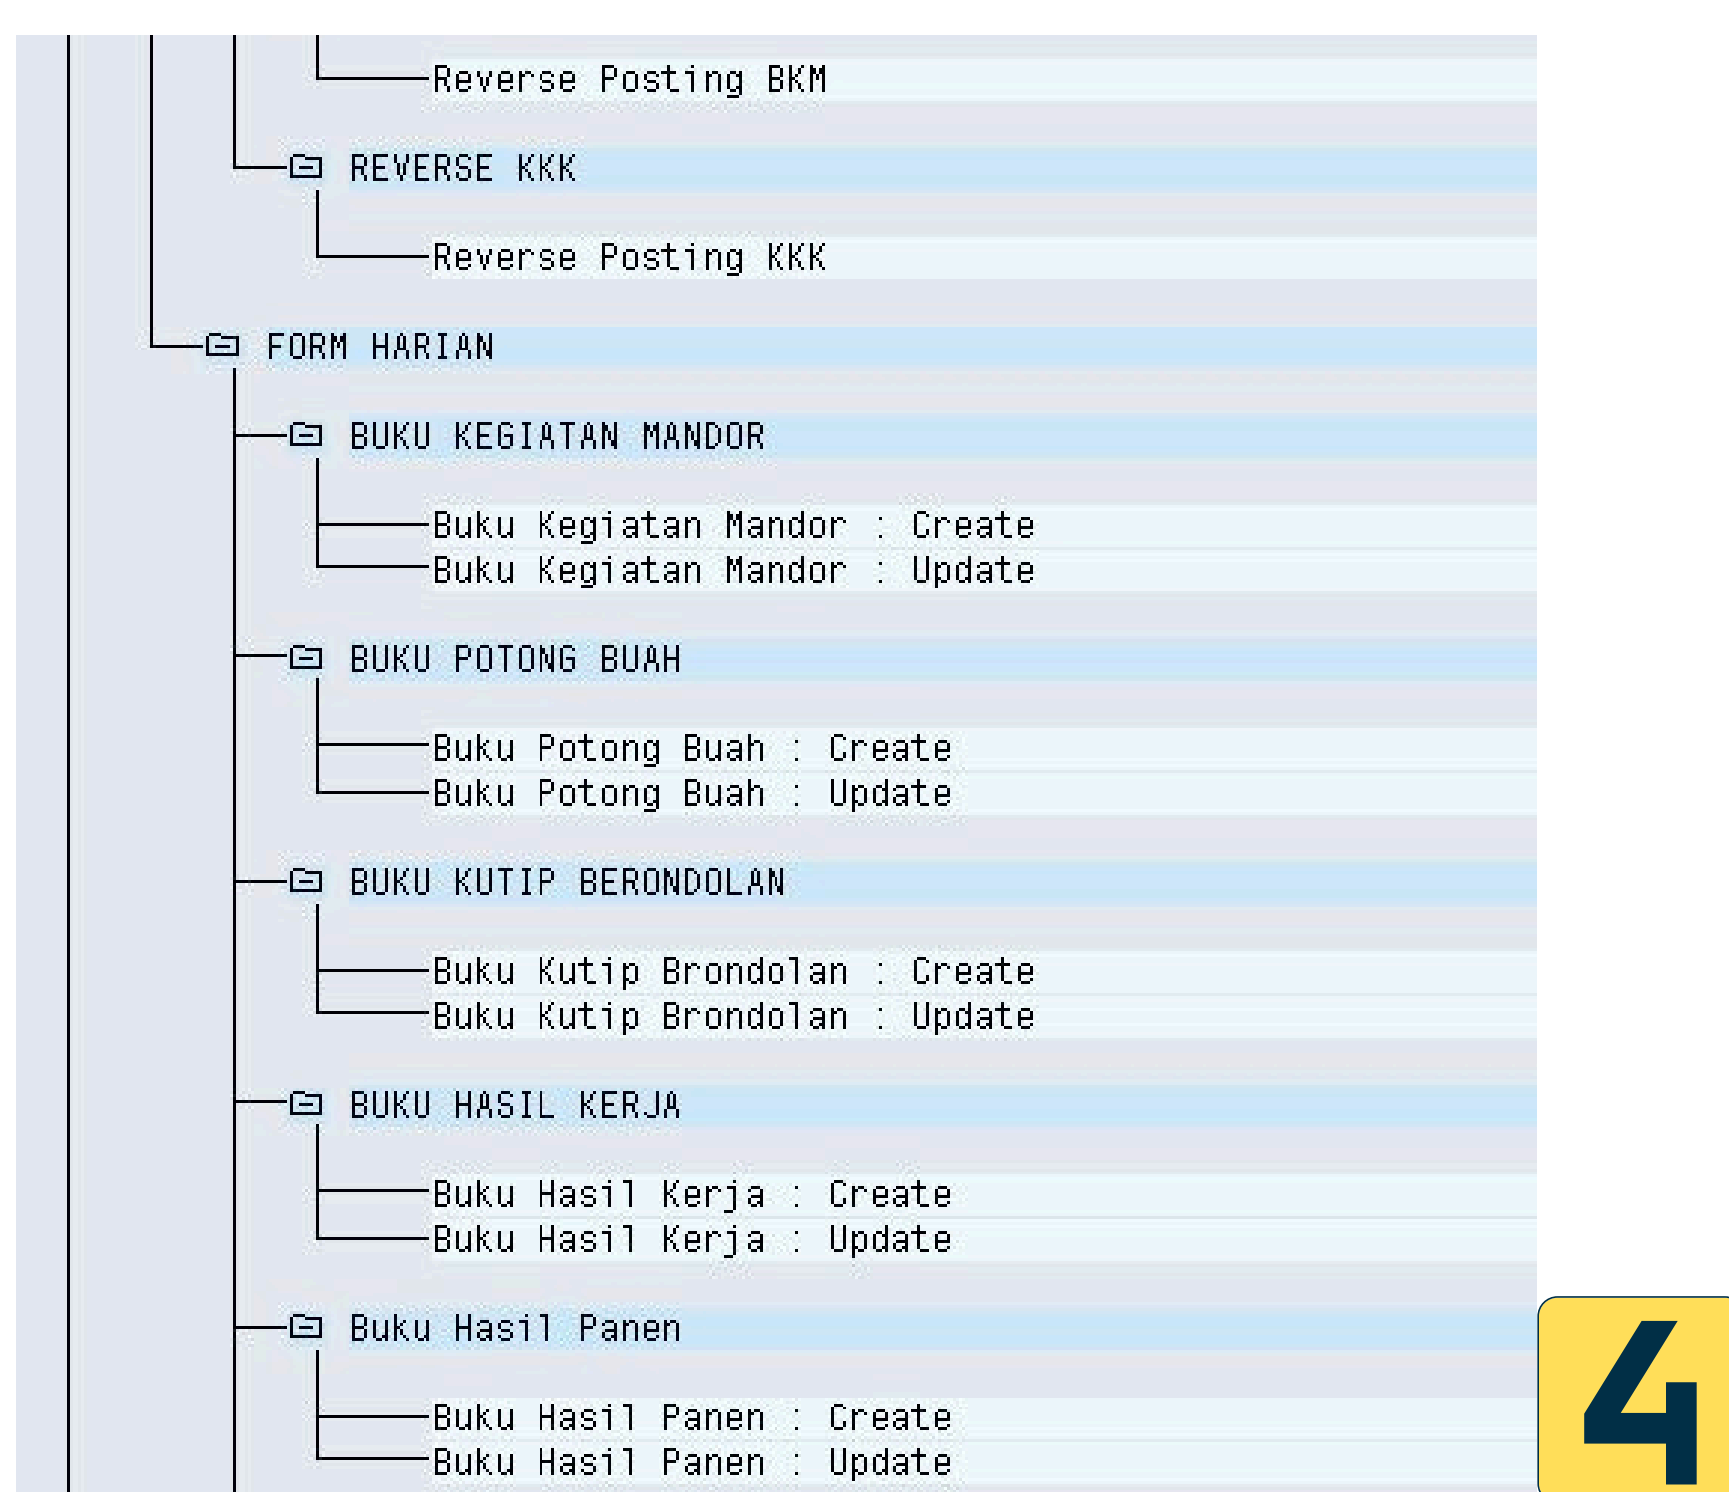 Reverse Posting BKM
REVERSE KKK
Reverse Posting KKK
FORM HARIAN
BUKU KEGIATAN MANDOR
Buku Kegiatan Mandor : Create
Buku Kegiatan Mandor : Update
BUKU POTONG BUAH
Buku Potong Buah : Create
Buku Potong Buah : Update
BUKU KUTIP BERONDOLAN
Buku Kutip Brondolan : Create
Buku Kutip Brondolan : Update
BUKU HASIL KERJA
Buku Hasil Kerja : Create
Buku Hasil Kerja : Update
Buku Hasil Panen
Buku Hasil Panen : Create
Buku Hasil Panen : Update
4